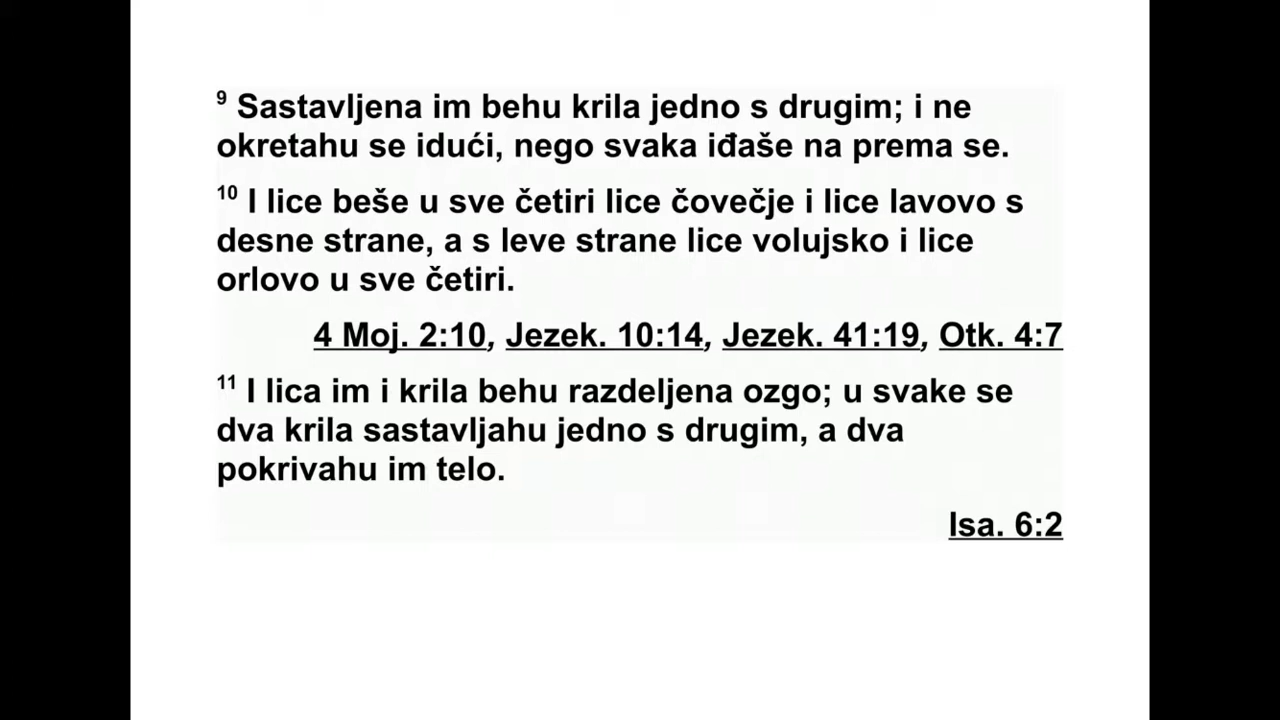 9 Sastavljena im behu krila jedno s drugim; i ne
okretahu se idući, nego svaka iđaše na prema se.
10 I lice beše u sve četiri lice čovečje i lice lavovo s
desne strane, a s leve strane lice volujsko i lice
orlovo u sve četiri.
4 Moj. 2:10, Jezek. 10:14, Jezek. 41:19, Otk. 4:7
11 I lica im i krila behu razdeljena ozgo; u svake se
dva krila sastavljahu jedno s drugim, a dva
pokrivahu im telo.
Isa. 6:2